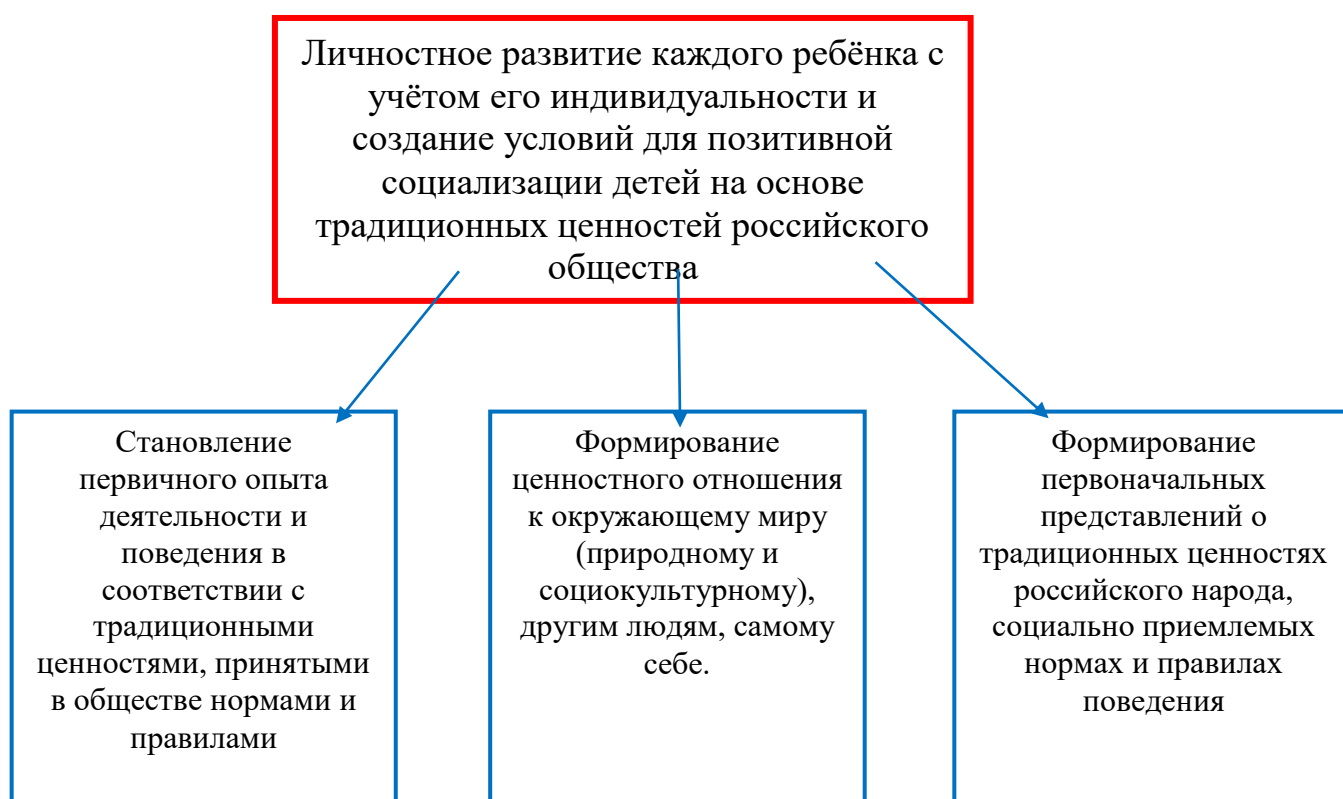 Личностное развитие каждого ребёнка с
учётом его индивидуальности и
создание условий для позитивной
социализации детей на основе
традиционных ценностей российского
общества
Становление
первичного опыта
деятельности и
поведения в
соответствии с
традиционными
ценностями, принятыми
в обществе нормами и
правилами
Формирование
ценностного отношения
к окружающему миру
(природному и
социокультурному),
другим людям, самому
себе.
Формирование
первоначальных
представлений о
традиционных ценностях
российского народа,
социально приемлемых
нормах и правилах
поведения